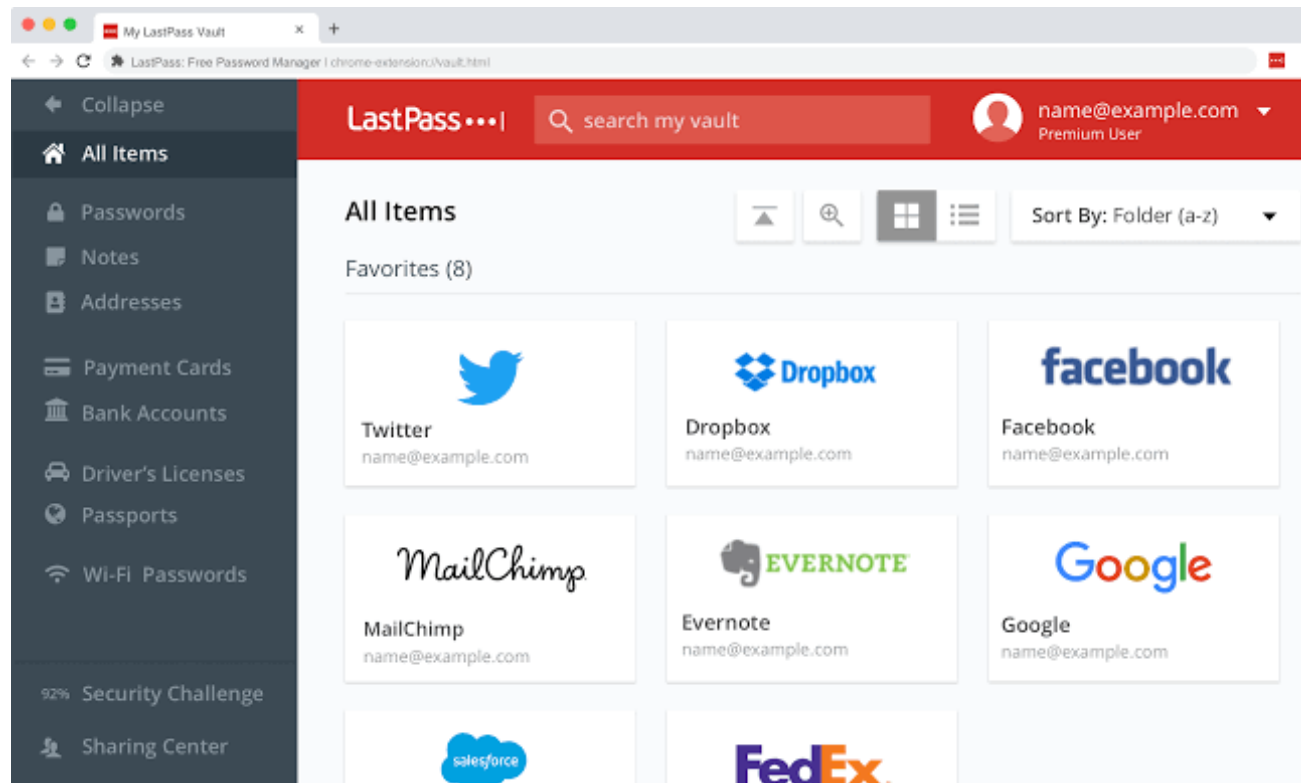 My LastPass Vault
LastPass: Free Password Manager | chrome-extension://vault.html
Collapse
All Items
Passwords
Notes
Addresses
Payment Cards
Bank Accounts
Driver's Licenses
Passports
Wi-Fi Passwords
92% Security Challenge
Sharing Center
LastPass
search my vault
name@example.com
Premium User
All Items
Sort By: Folder (a-z)
Favorites (8)
Twitter
name@example.com
Dropbox
Dropbox
name@example.com
facebook
Facebook
name@example.com
MailChimp
MailChimp
name@example.com
EVERNOTE
Evernote
name@example.com
Google
Google
name@example.com
salesforce
FedEx